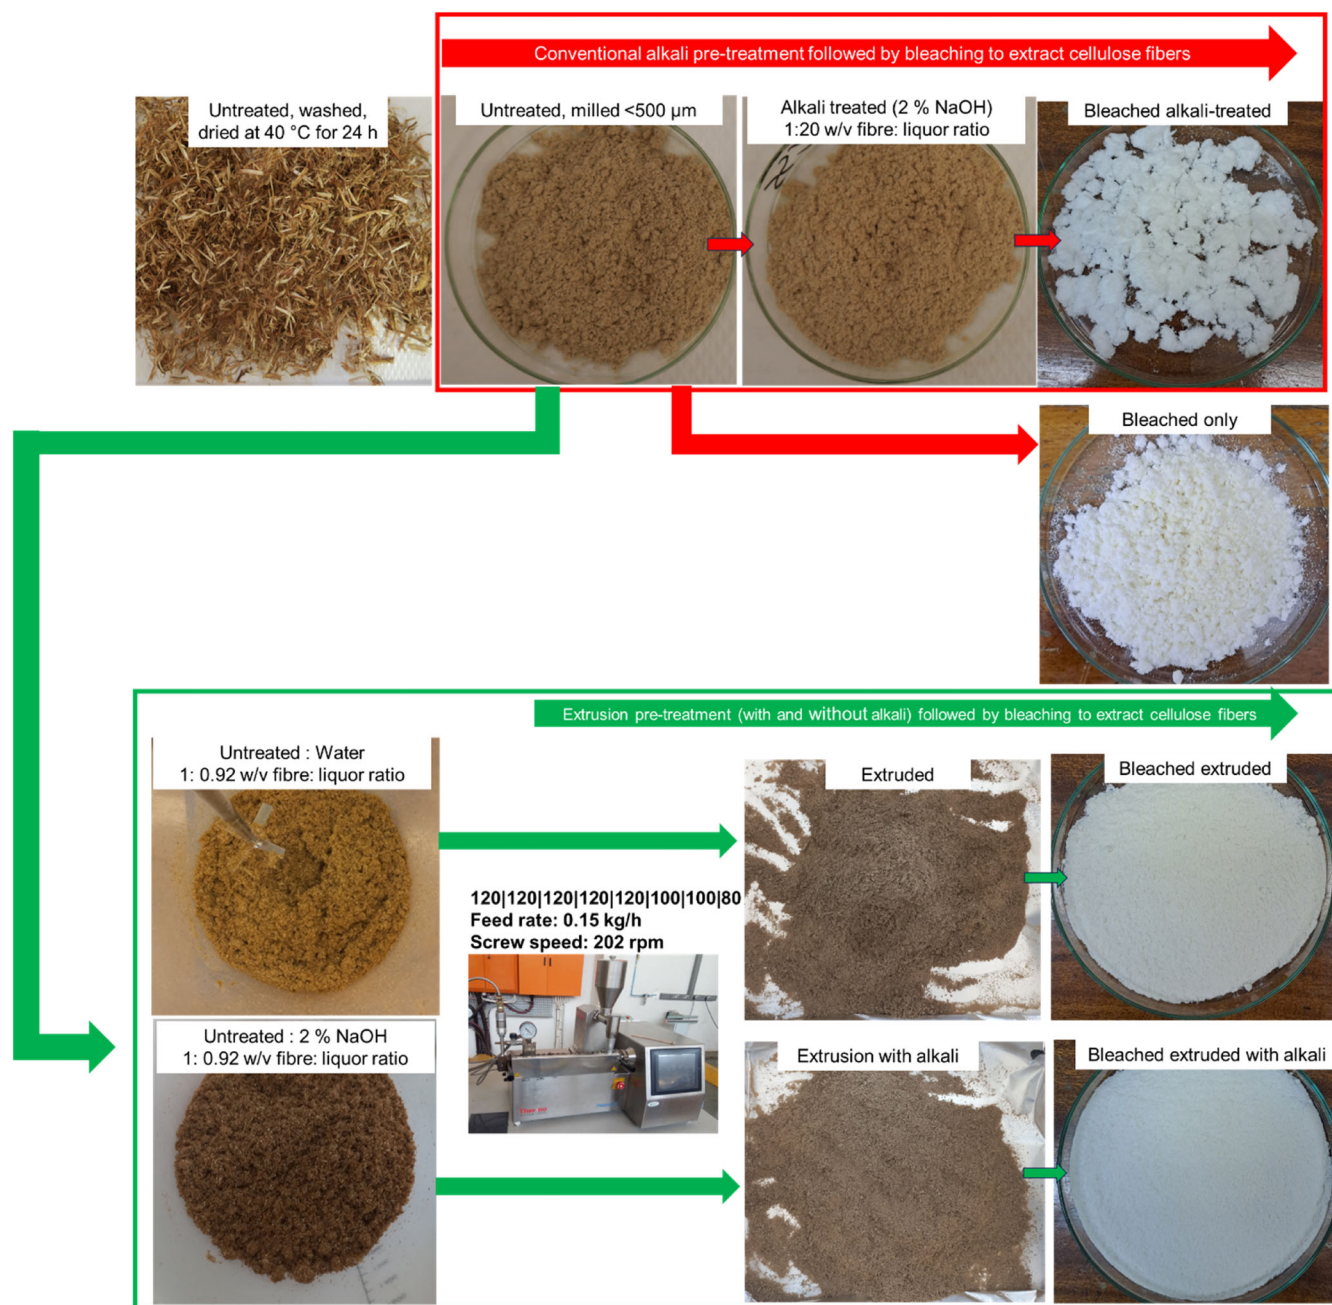 Conventional alkali pre-treatment followed by bleaching to extract cellulose fibers
Untreated, washed,
dried at 40 °C for 24 h
Untreated, milled <500 µm
Alkali treated (2 % NaOH)
1:20 w/v fibre: liquor ratio
Bleached alkali-treated
Bleached only
Extrusion pre-treatment (with and without alkali) followed by bleaching to extract cellulose fibers
Untreated : Water
1: 0.92 w/v fibre: liquor ratio
Extruded
Bleached extruded
120|120|120|120|120|100|100|80
Feed rate: 0.15 kg/h
Screw speed: 202 rpm
Untreated : 2 % NaOH
1: 0.92 w/v fibre: liquor ratio
Extrusion with alkali
Bleached extruded with alkali